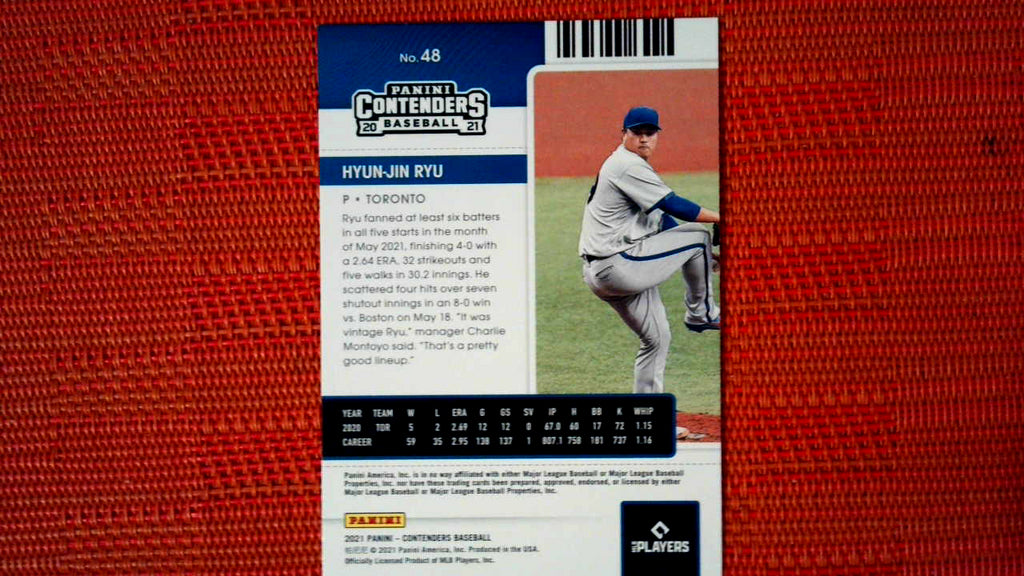 No. 48
PANINI
CONTENDERS
20 BASEBALL 21
HYUN-JIN RYU
P • TORONTO
Ryu fanned at least six batters
in all five starts in the month
of May 2021, finishing 4-0 with
a 2.64 ERA, 32 strikeouts and
five walks in 30.2 innings. He
scattered four hits over seven
shutout innings in an 8-0 win
vs. Boston on May 18. "It was
vintage Ryu," manager Charlie
Montoyo said. "That's a pretty
good lineup."
YEAR TEAM W L ERA G GS SV IP H BB K WHIP
2020 TOR 5 2 2.69 12 12 0 67.0 60 17 72 1.15
CAREER 59 35 2.95 138 137 1 807.1 758 181 737 1.16
Panini America, Inc. is in no way affiliated with either Major League Baseball or Major League Baseball
Properties, Inc. nor have these trading cards been prepared, approved, endorsed, or licensed by either
Major League Baseball or Major League Baseball Properties, Inc.
PANINI
2021 PANINI – CONTENDERS BASEBALL
帕尼尼 © 2021 Panini America, Inc. Produced in the USA.
Officially Licensed Product of MLB Players, Inc.
MLB PLAYERS